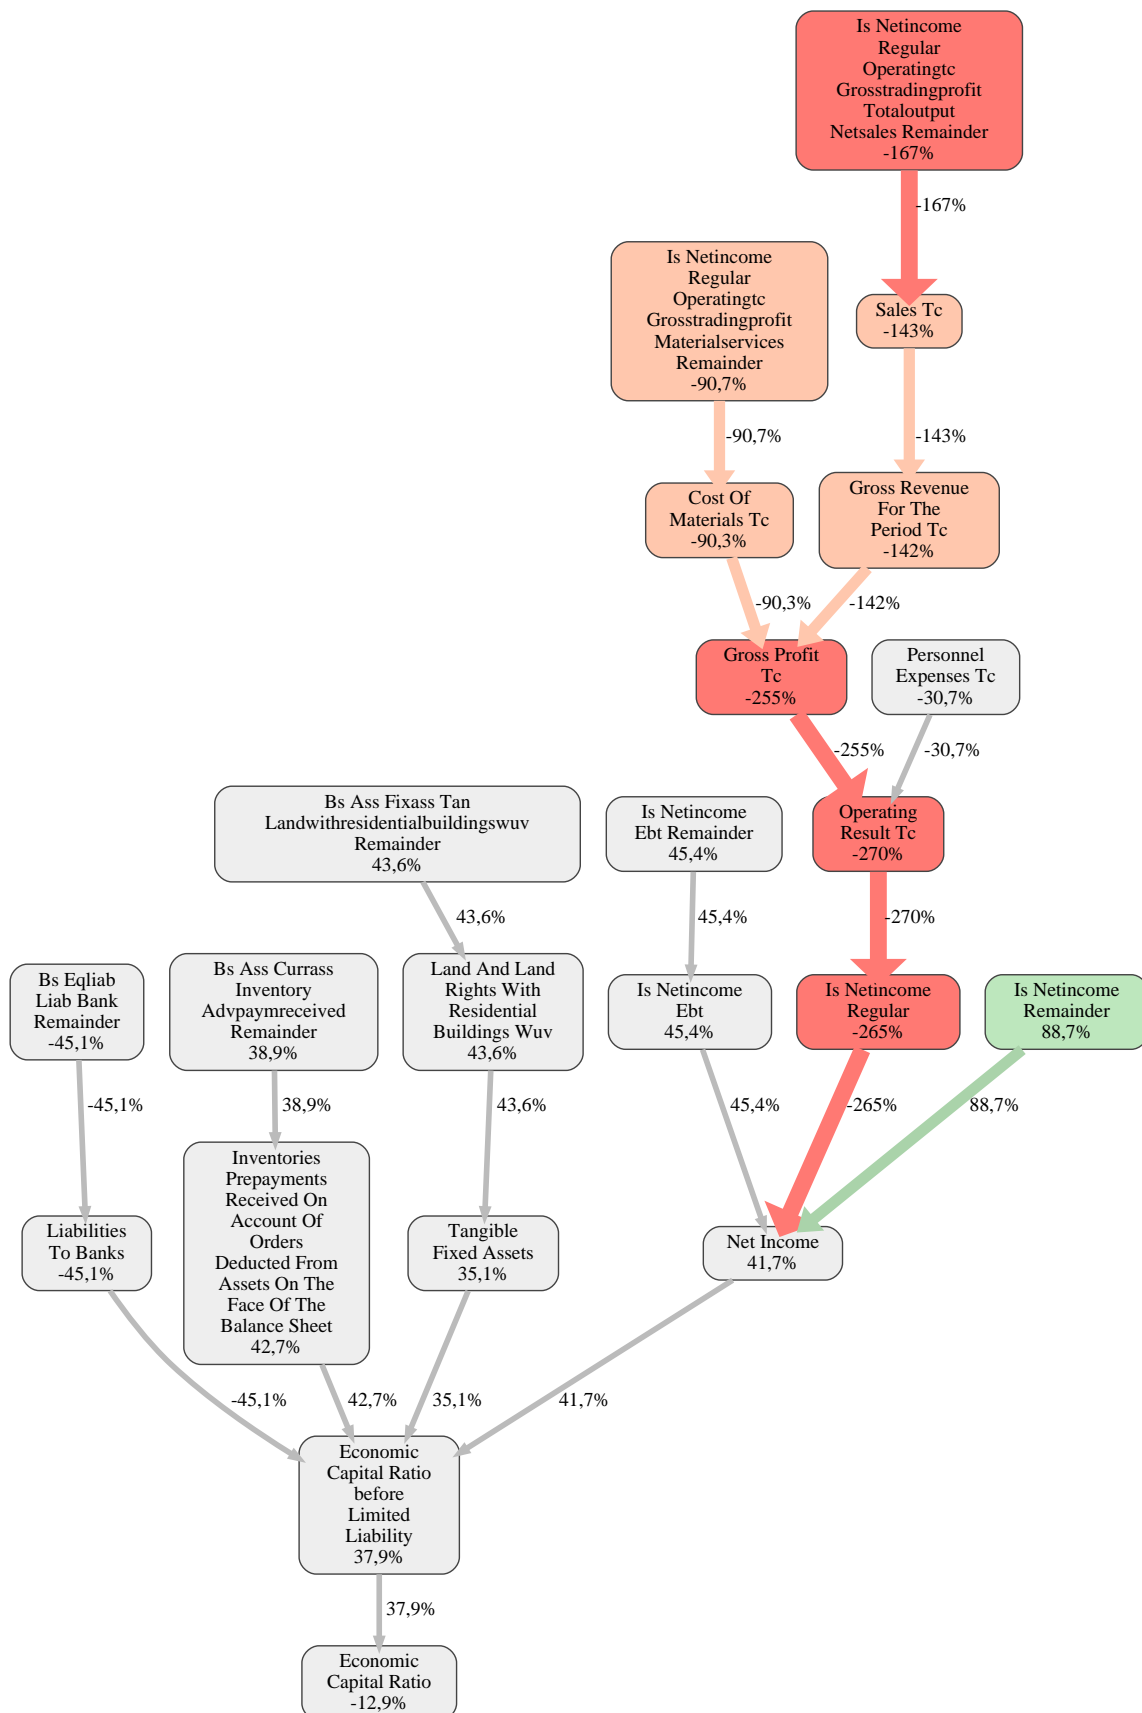 Is Netincome
Regular
Operatingtc
Grosstradingprofit
Totaloutput
Netsales Remainder
-167%
-167%
Is Netincome
Regular
Operatingtc
Grosstradingprofit
Materialservices
Remainder
-90,7%
Sales Tc
-143%
-90,7%
-143%
Cost Of
Materials Tc
-90,3%
Gross Revenue
For The
Period Tc
-142%
-90,3%
-142%
Gross Profit
Tc
-255%
Personnel
Expenses Tc
-30,7%
-255%
-30,7%
Bs Ass Fixass Tan
Landwithresidentialbuildingswuv
Remainder
43,6%
Is Netincome
Ebt Remainder
45,4%
Operating
Result Tc
-270%
43,6%
45,4%
-270%
Bs Eqliab
Liab Bank
Remainder
-45,1%
Bs Ass Currass
Inventory
Advpaymreceived
Remainder
38,9%
Land And Land
Rights With
Residential
Buildings Wuv
43,6%
Is Netincome
Ebt
45,4%
Is Netincome
Regular
-265%
Is Netincome
Remainder
88,7%
-45,1%
38,9%
43,6%
45,4%
-265%
88,7%
Liabilities
To Banks
-45,1%
Inventories
Prepayments
Received On
Account Of
Orders
Deducted From
Assets On The
Face Of The
Balance Sheet
42,7%
Tangible
Fixed Assets
35,1%
Net Income
41,7%
-45,1%
42,7%
35,1%
41,7%
Economic
Capital Ratio
before
Limited
Liability
37,9%
37,9%
Economic
Capital Ratio
-12,9%